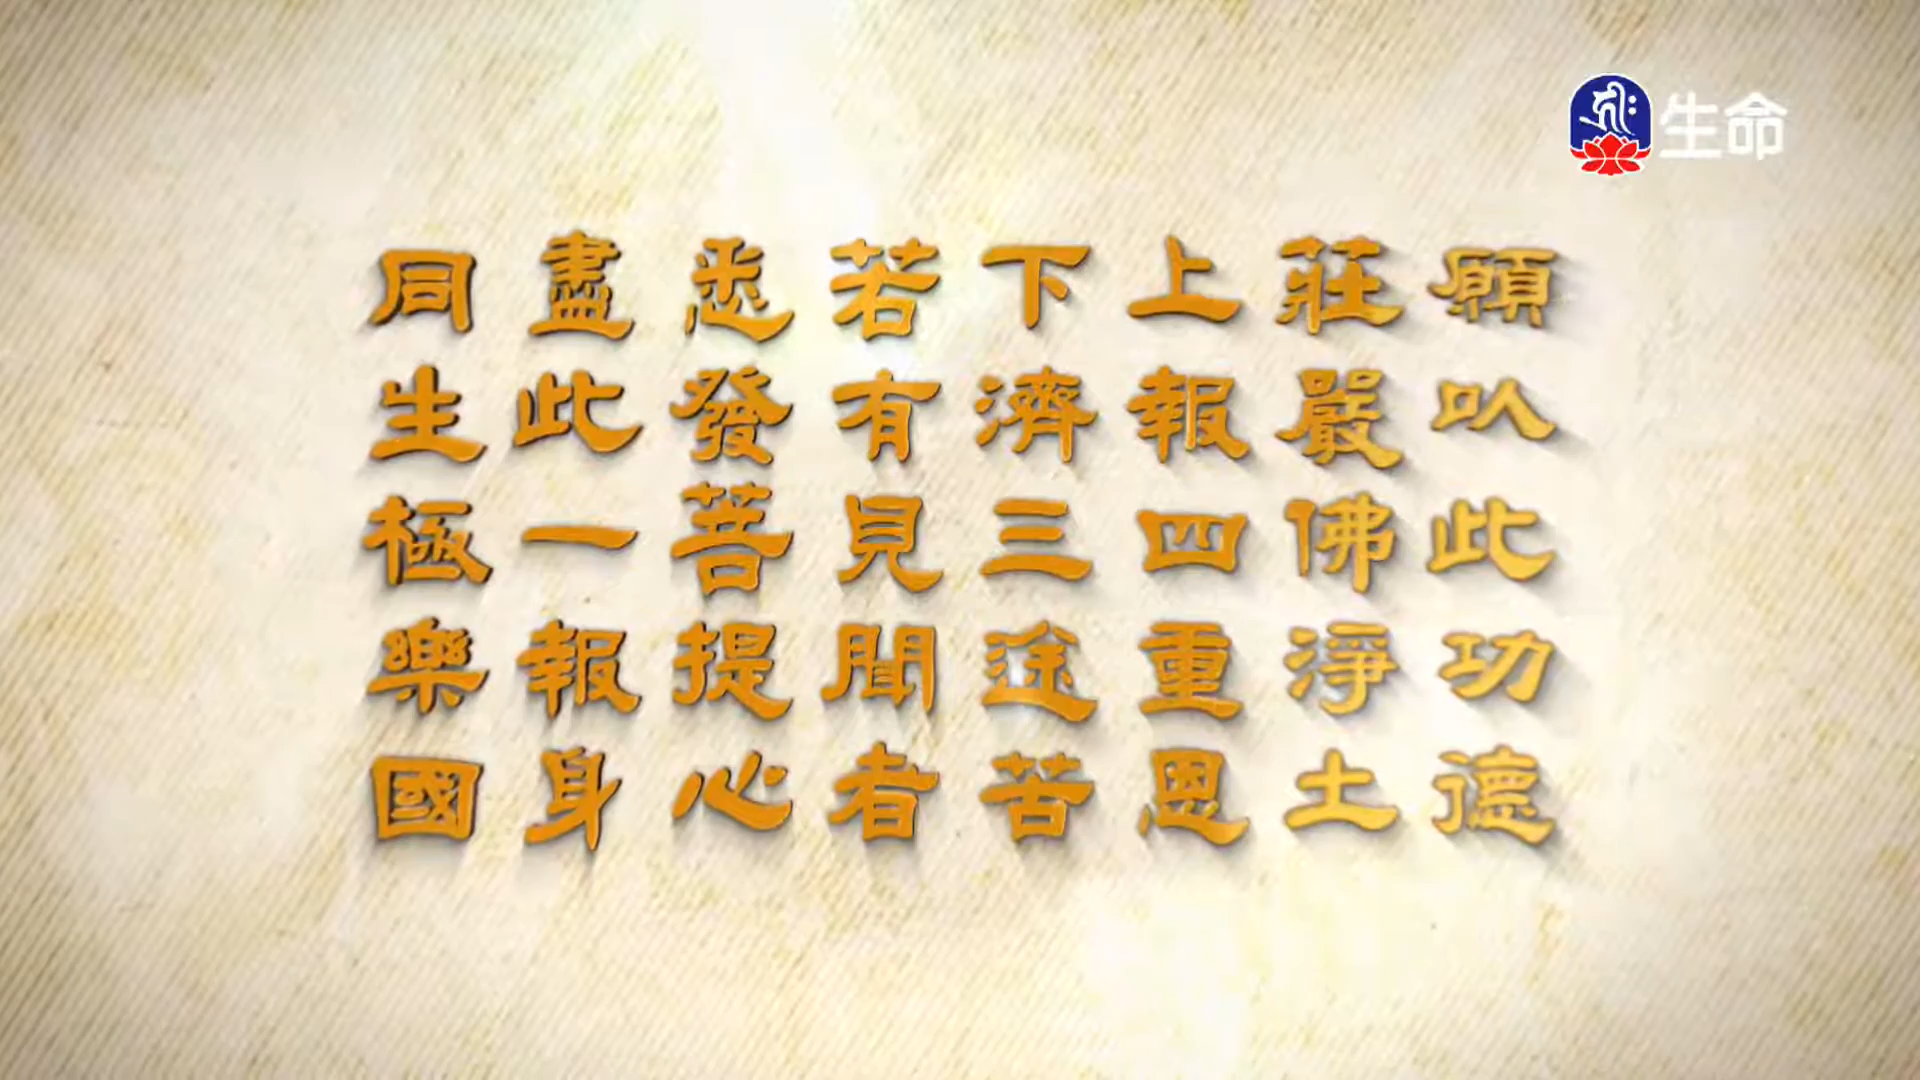 生命
願以此功德
莊嚴佛淨土
上報四重恩
下濟三途苦
若有見聞者
悉發菩提心
盡此一報身
同生極樂國